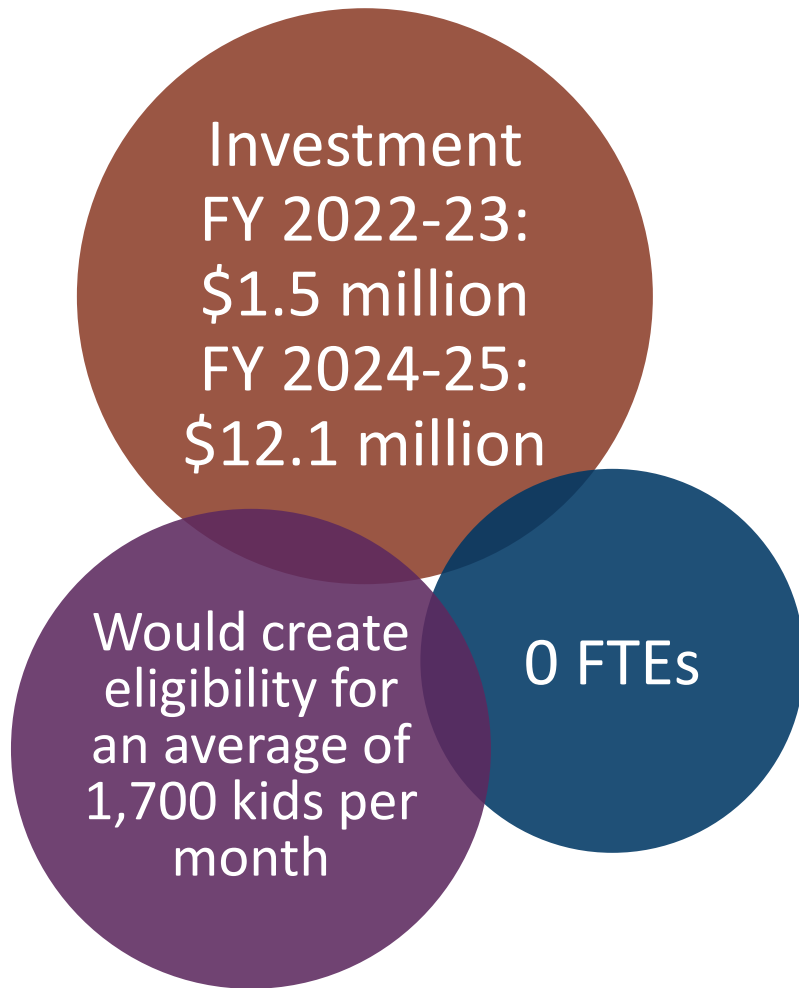 Investment
FY 2022-23:
$1.5 million
FY 2024-25:
$12.1 million
Would create
eligibility for
an average of
1,700 kids per
month
0 FTEs